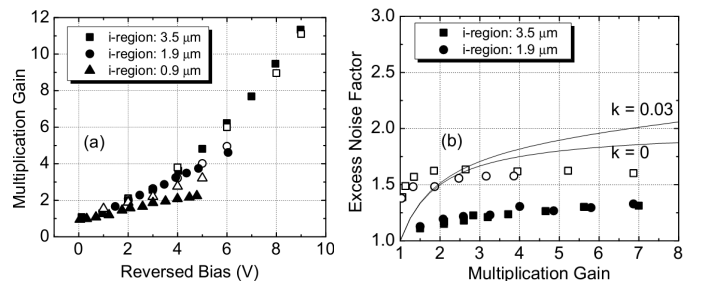 12
10
8
6
4
2
0
Multiplication Gain
i-region: 3.5 μm
i-region: 1.9 μm
i-region: 0.9 μm
(a)
0 1 2 3 4 5 6 7 8 9 10
Reversed Bias (V)
3.0
2.5
2.0
1.5
1.0
Excess Noise Factor
i-region: 3.5 μm
i-region: 1.9 μm
k = 0.03
(b)
k = 0
1 2 3 4 5 6 7 8
Multiplication Gain